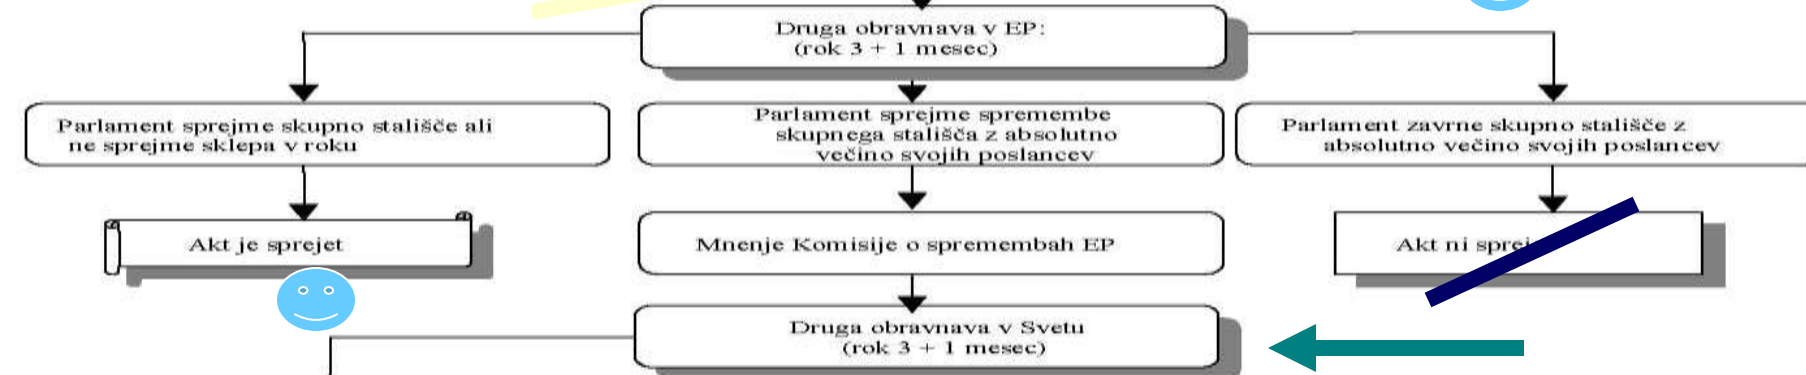 Druga obravnava v EP:
(rok 3 + 1 mesec)
Parlament sprejme skupno stališče ali
ne sprejme sklepa v roku
Parlament sprejme spremembe
skupnega stališča z absolutno
večino svojih poslancev
Parlament zavrne skupno stališče z
absolutno večino svojih poslancev
Akt je sprejet
Mnenje Komisije o spremembah EP
Akt ni
Druga obravnava v Svetu
(rok 3 + 1 mesec)